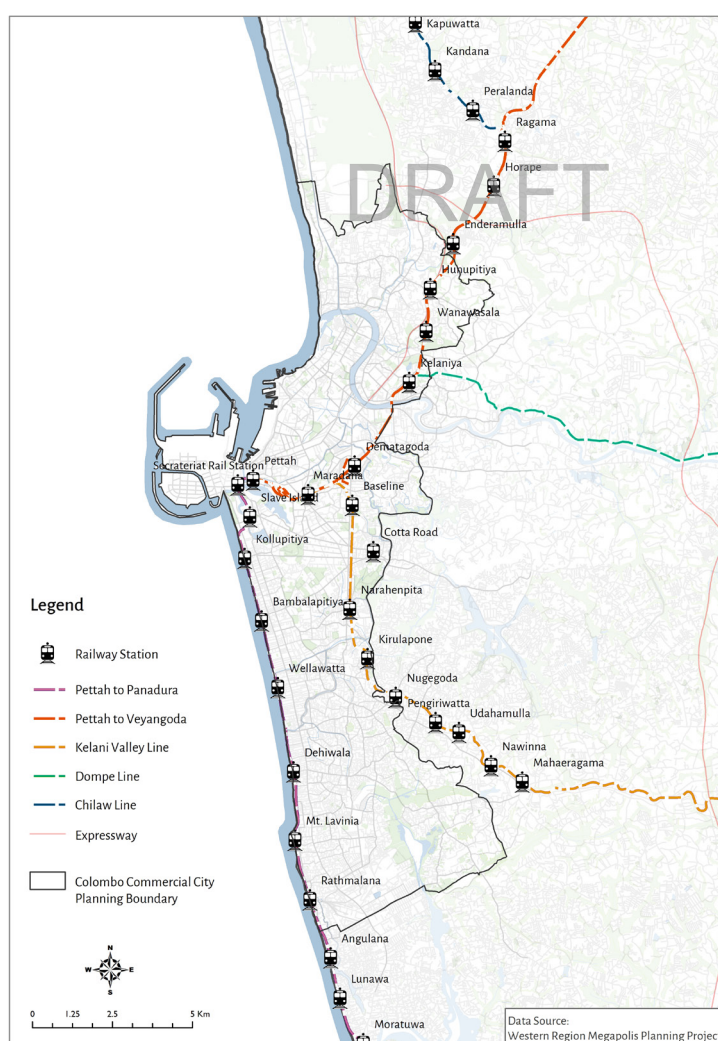 Kapuwatta
Kandana
Peralanda
Ragama
Horape
DRAFT
Enderamulla
Hunupitiya
Wanawasala
Kelaniya
Dematagoda
Pettah
Secrateriat Rail Station
Maradana
Baseline
Slave Island
Cotta Road
Kollupitiya
Narahenpita
Bambalapitiya
Kirulapone
Wellawatta
Nugegoda
Pengiriwatta
Udahamulla
Nawinna
Mahaeragama
Dehiwala
Mt. Lavinia
Rathmalana
Angulana
Lunawa
Moratuwa
Legend
Railway Station
Pettah to Panadura
Pettah to Veyangoda
Kelani Valley Line
Dompe Line
Chilaw Line
Expressway
Colombo Commercial City
Planning Boundary
N
W E
S
0 1.25 2.5 5 Km
Data Source:
Western Region Megapolis Planning Projec